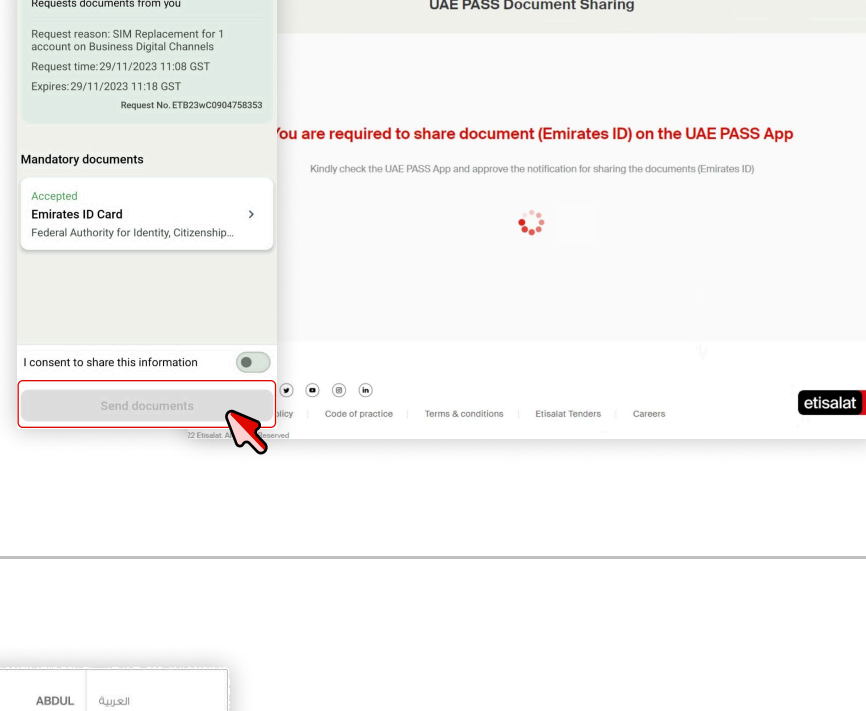 Requests documents from you
Request reason: SIM Replacement for 1
account on Business Digital Channels
Request time: 29/11/2023 11:08 GST
Expires: 29/11/2023 11:18 GST
Request No. ETB23wC0904758353
Mandatory documents
Accepted
Emirates ID Card
Federal Authority for Identity, Citizenship...
I consent to share this information
Send documents
UAE PASS Document Sharing
You are required to share document (Emirates ID) on the UAE PASS App
Kindly check the UAE PASS App and approve the notification for sharing the documents (Emirates ID)
in
olicy Code of practice Terms & conditions Etisalat Tenders Careers
etisalat
22 Etisalat. A Reserved
ABDUL العربية